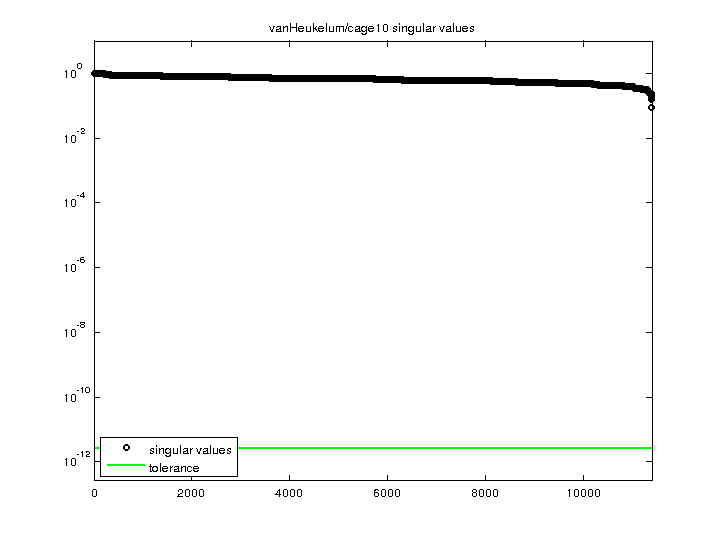 vanHeukelum/cage10 singular values
10^0
10^-2
10^-4
10^-6
10^-8
10^-10
10^-12
singular values
tolerance
0 2000 4000 6000 8000 10000